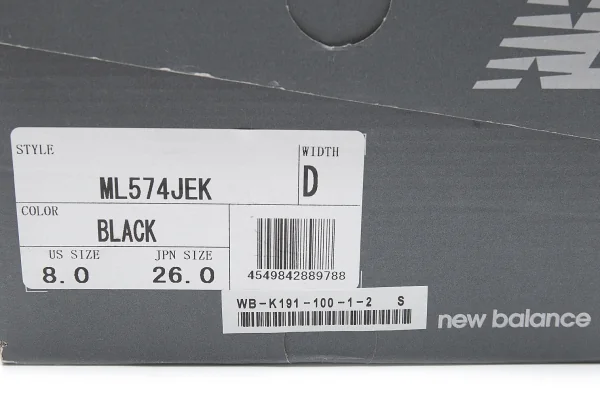 STYLE
WIDTH
ML574JEK
D
COLOR
BLACK
US SIZE
JPN SIZE
8.0
26.0
4549842889788
WB-K191-100-1-2 S
new balance